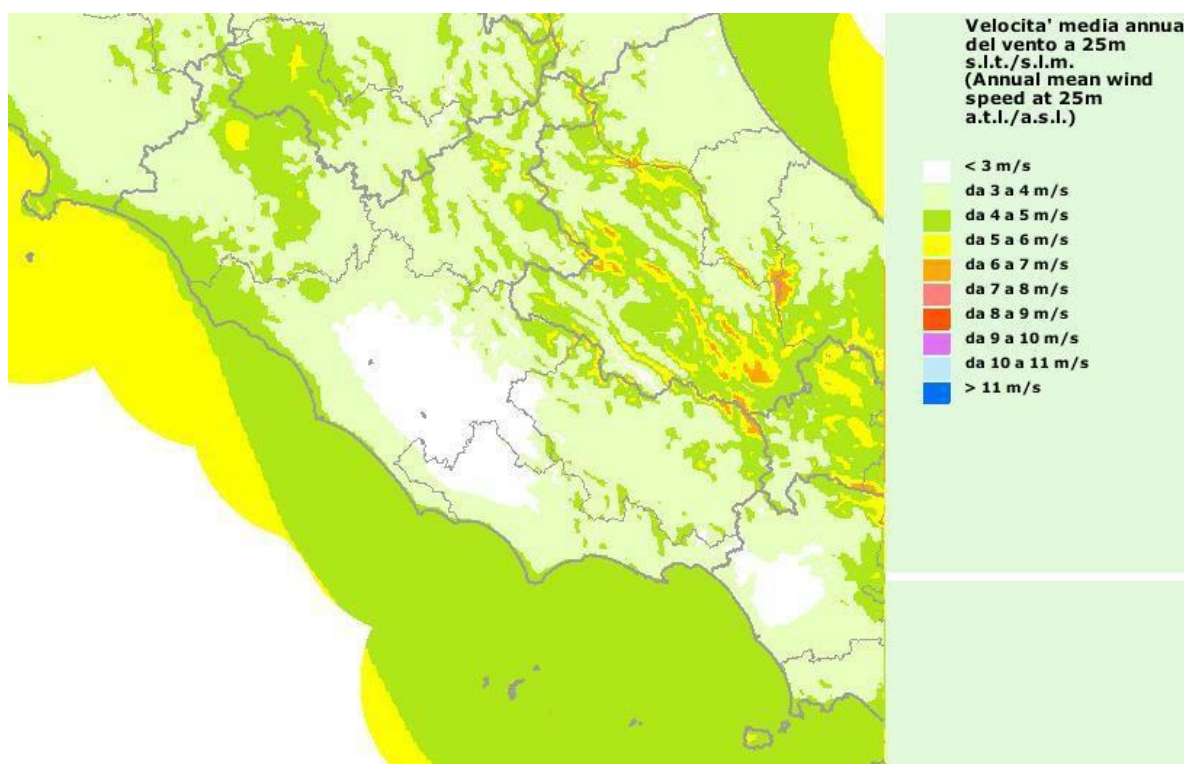 Velocita' media annua
del vento a 25m
s.l.t./s.l.m.
(Annual mean wind
speed at 25m
a.t.l./a.s.l.)
< 3 m/s
da 3 a 4 m/s
da 4 a 5 m/s
da 5 a 6 m/s
da 6 a 7 m/s
da 7 a 8 m/s
da 8 a 9 m/s
da 9 a 10 m/s
da 10 a 11 m/s
> 11 m/s